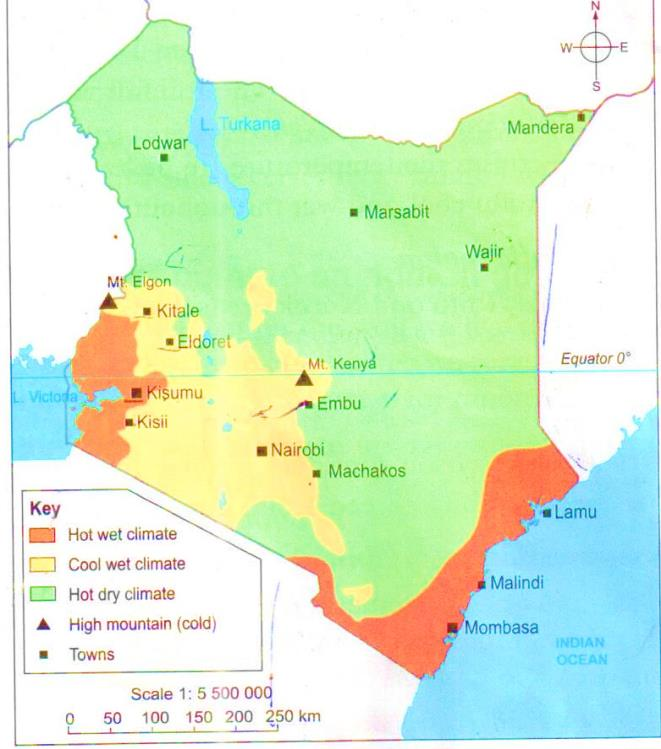 N
W E
S
Mandera
L. Turkana
Lodwar
Marsabit
Wajir
Mt. Elgon
Kitale
Eldoret
Equator 0°
Mt. Kenya
L. Victoria
Kisumu
Embu
Kisii
Nairobi
Machakos
Key
Hot wet climate
Cool wet climate
Hot dry climate
High mountain (cold)
Towns
Lamu
Malindi
Mombasa
INDIAN
OCEAN
Scale 1: 5 500 000
0 50 100 150 200 250 km